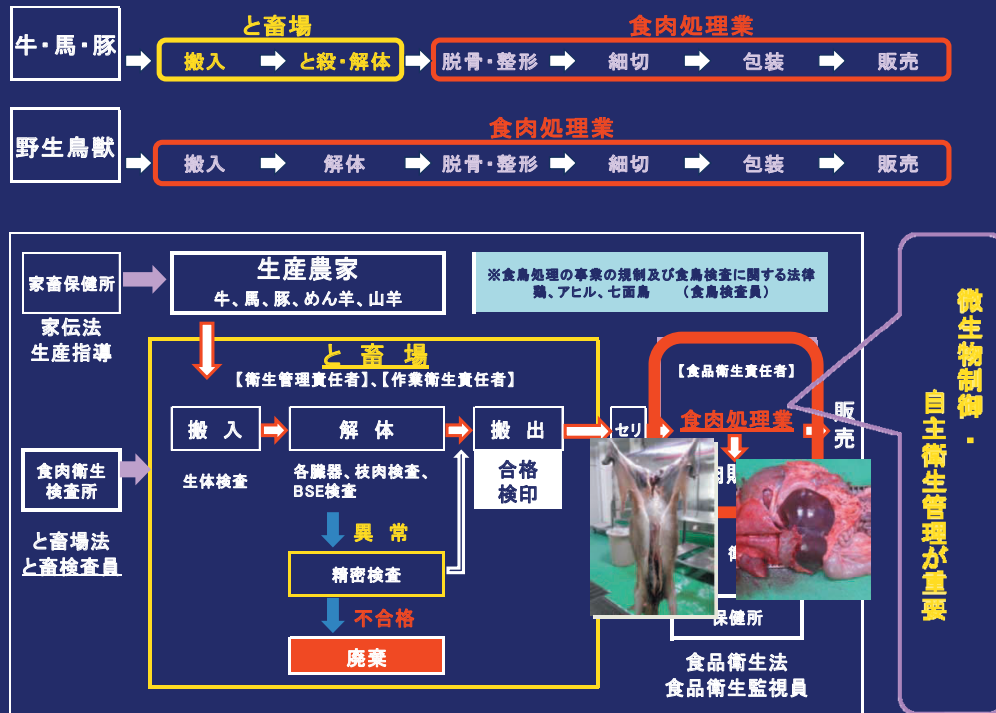 と畜場
食肉処理業
牛・馬・豚
搬入
と殺・解体
脱骨・整形
細切
包装
販売
食肉処理業
野生鳥獣
搬入
解体
脱骨・整形
細切
包装
販売
家畜保健所
家伝法
生産指導
生産農家
牛、馬、豚、めん羊、山羊
※食鳥処理の事業の規制及び食鳥検査に関する法律
鶏、アヒル、七面鳥　（食鳥検査員）
と 畜 場
【衛生管理責任者】、【作業衛生責任者】
搬 入
解 体
搬 出
セリ
【食品衛生責任者】
食肉処理業
販売
生体検査
各臓器、枝肉検査、
BSE検査
合格
検印
食肉衛生
検査所
と畜場法
と畜検査員
異 常
精密検査
不合格
廃棄
保健所
食品衛生法
食品衛生監視員
微生物制御・
自主衛生管理が重要